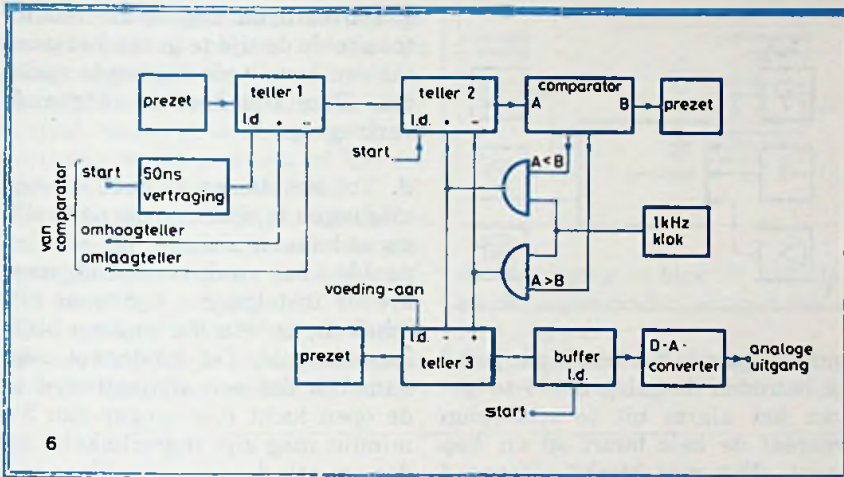 prezet
teller 1
l.d. + -
teller 2
l.d. + -
comparator
A B
prezet
start
start
50ns
vertraging
van
comparator
omhoogteller
omlaagteller
A<B
A>B
1kHz
klok
voeding-aan
prezet
l.d. - +
teller 3
buffer
l.d.
D-A-
converter
analoge
uitgang
start
6